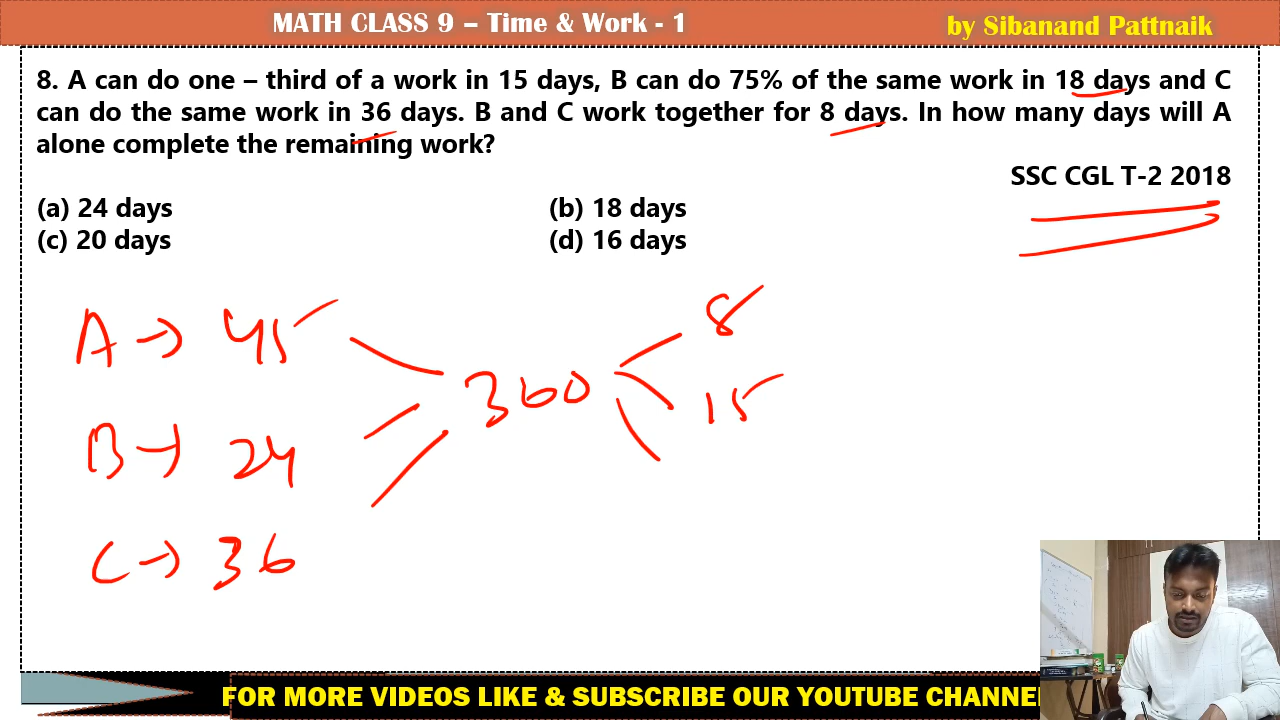 MATH CLASS 9 – Time & Work - 1
by Sibanand Pattnaik
8. A can do one – third of a work in 15 days, B can do 75% of the same work in 18 days and C
can do the same work in 36 days. B and C work together for 8 days. In how many days will A
alone complete the remaining work?
SSC CGL T-2 2018
(a) 24 days (b) 18 days
(c) 20 days (d) 16 days
A → 45
360
8
15
B → 24
C → 36
FOR MORE VIDEOS LIKE & SUBSCRIBE OUR YOUTUBE CHANNE